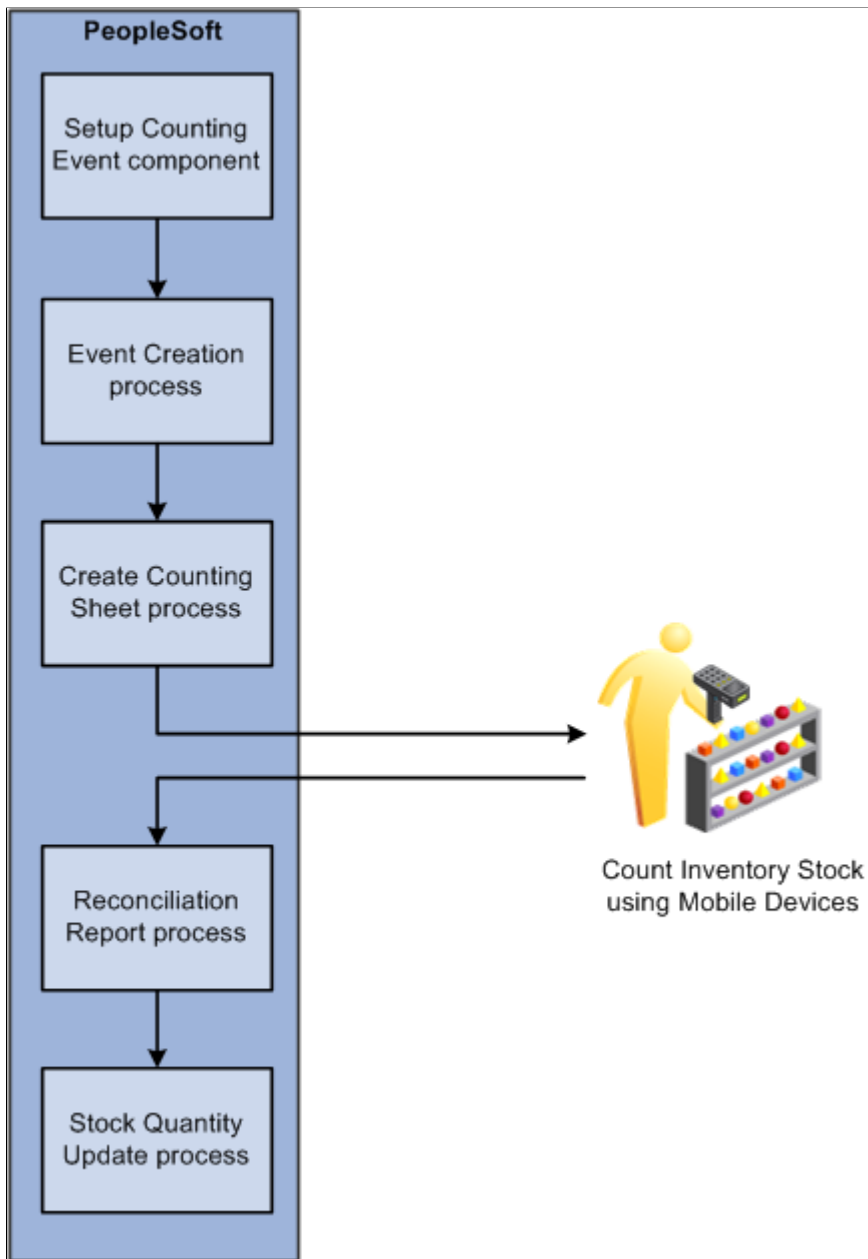 PeopleSoft
Setup Counting
Event component
Event Creation
process
Create Counting
Sheet process
Count Inventory Stock
using Mobile Devices
Reconciliation
Report process
Stock Quantity
Update process